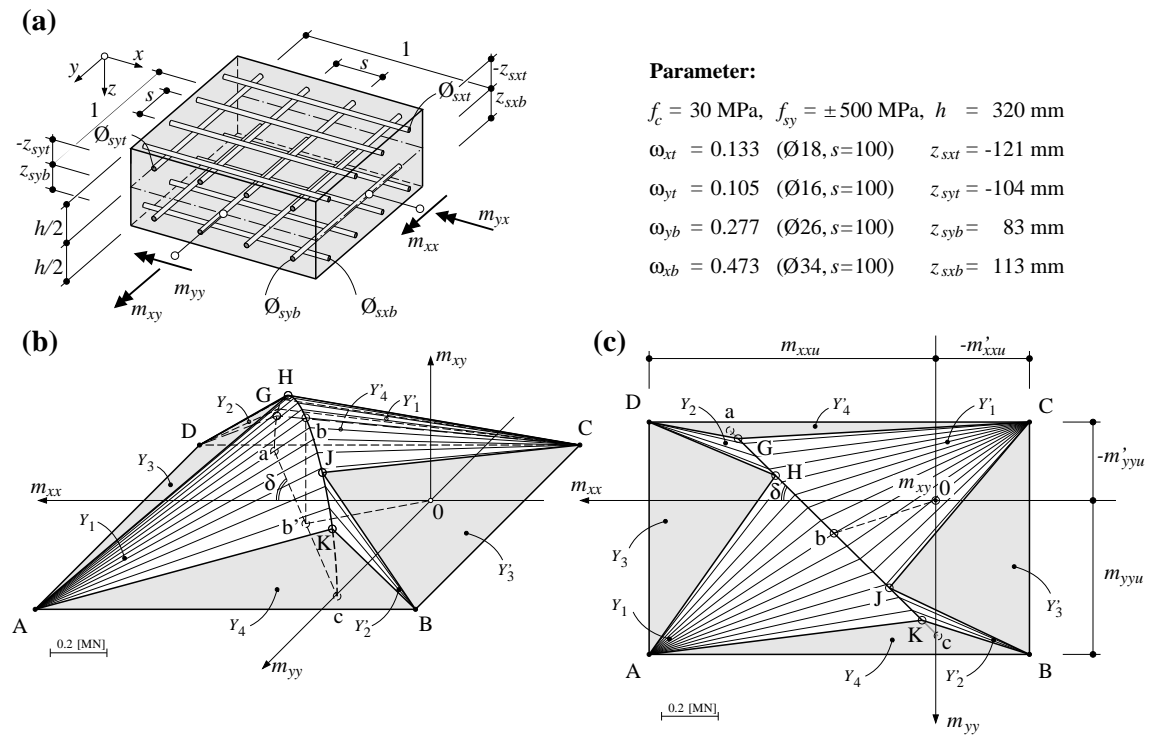 (a)
x
y
z
1
s
1
s
-z_sxt
z_sxb
Ø_sxt
Ø_syt
-z_syt
z_syb
h/2
h/2
m_yx
m_xx
m_yy
m_xy
Ø_syb
Ø_sxb
Parameter:
f_c = 30 MPa, f_sy = ±500 MPa, h = 320 mm
ω_xt = 0.133 (Ø18, s=100) z_sxt = -121 mm
ω_yt = 0.105 (Ø16, s=100) z_syt = -104 mm
ω_yb = 0.277 (Ø26, s=100) z_syb = 83 mm
ω_xb = 0.473 (Ø34, s=100) z_sxb = 113 mm
(b)
m_xy
H
G
Y_2
Y'_4
Y'_1
D
b
C
a
J
Y_3
δ
m_xx
0
b'
Y_1
K
Y'_3
A
Y_4
c
Y'_2
B
0.2 [MN]
m_yy
(c)
m_xxu
-m'_xxu
D
Y_2
a
Y'_4
Y'_1
C
G
H
-m'_yyu
m_xx
δ
m_xy
0
b
Y_3
Y'_3
m_yyu
J
Y_1
K
c
A
Y_4
Y'_2
B
0.2 [MN]
m_yy